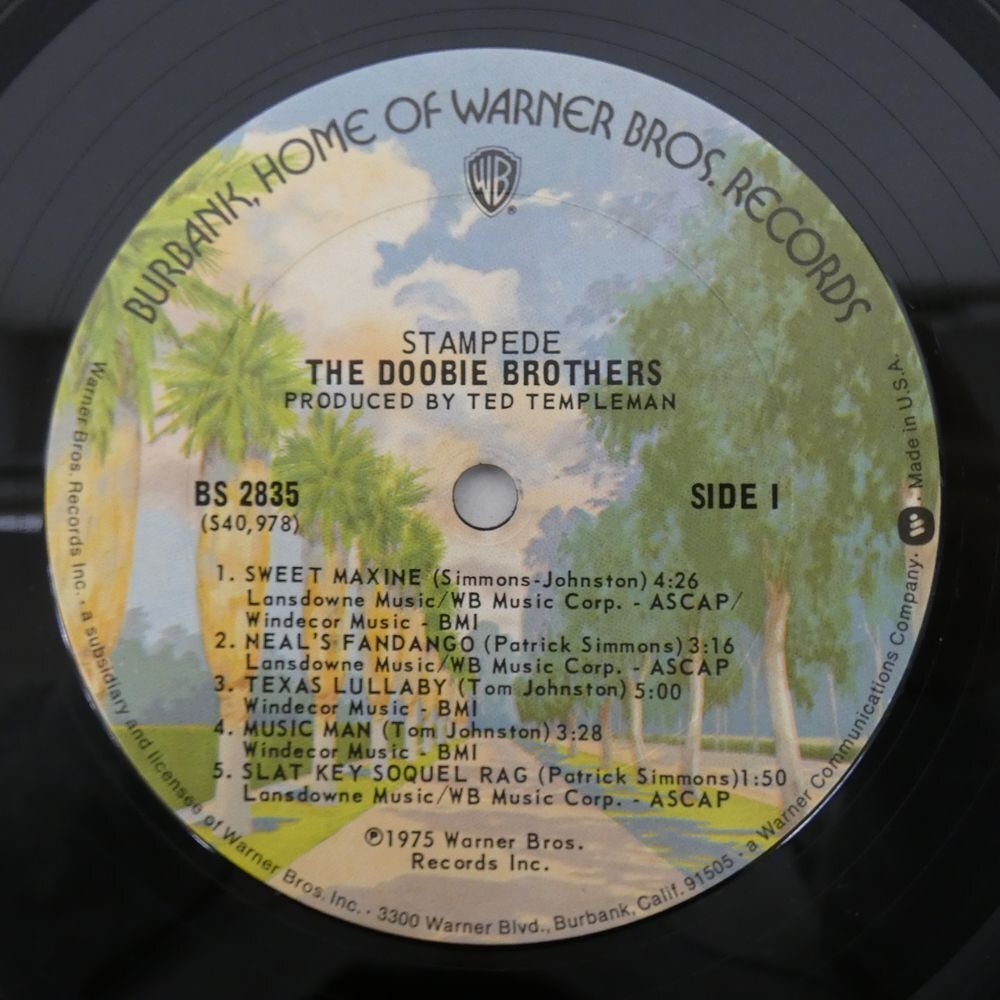 BURBANK, HOME OF WARNER BROS. RECORDS
WB®
STAMPEDE
THE DOOBIE BROTHERS
PRODUCED BY TED TEMPLEMAN
BS 2835
(S40,978)
SIDE 1
1. SWEET MAXINE (Simmons-Johnston) 4:26
Lansdowne Music/WB Music Corp. - ASCAP/
Windecor Music - BMI
2. NEAL'S FANDANGO (Patrick Simmons) 3:16
Lansdowne Music/WB Music Corp. - ASCAP
3. TEXAS LULLABY (Tom Johnston) 5:00
Windecor Music - BMI
4. MUSIC MAN (Tom Johnston) 3:28
Windecor Music - BMI
5. SLAT KEY SOQUEL RAG (Patrick Simmons) 1:50
Lansdowne Music/WB Music Corp. - ASCAP
℗1975 Warner Bros.
Records Inc.
Warner Bros. Records Inc. · a subsidiary and licensee of Warner Bros. Inc. · 3300 Warner Blvd., Burbank, Calif. 91505 · a Warner Communications Company. · Made in U.S.A.